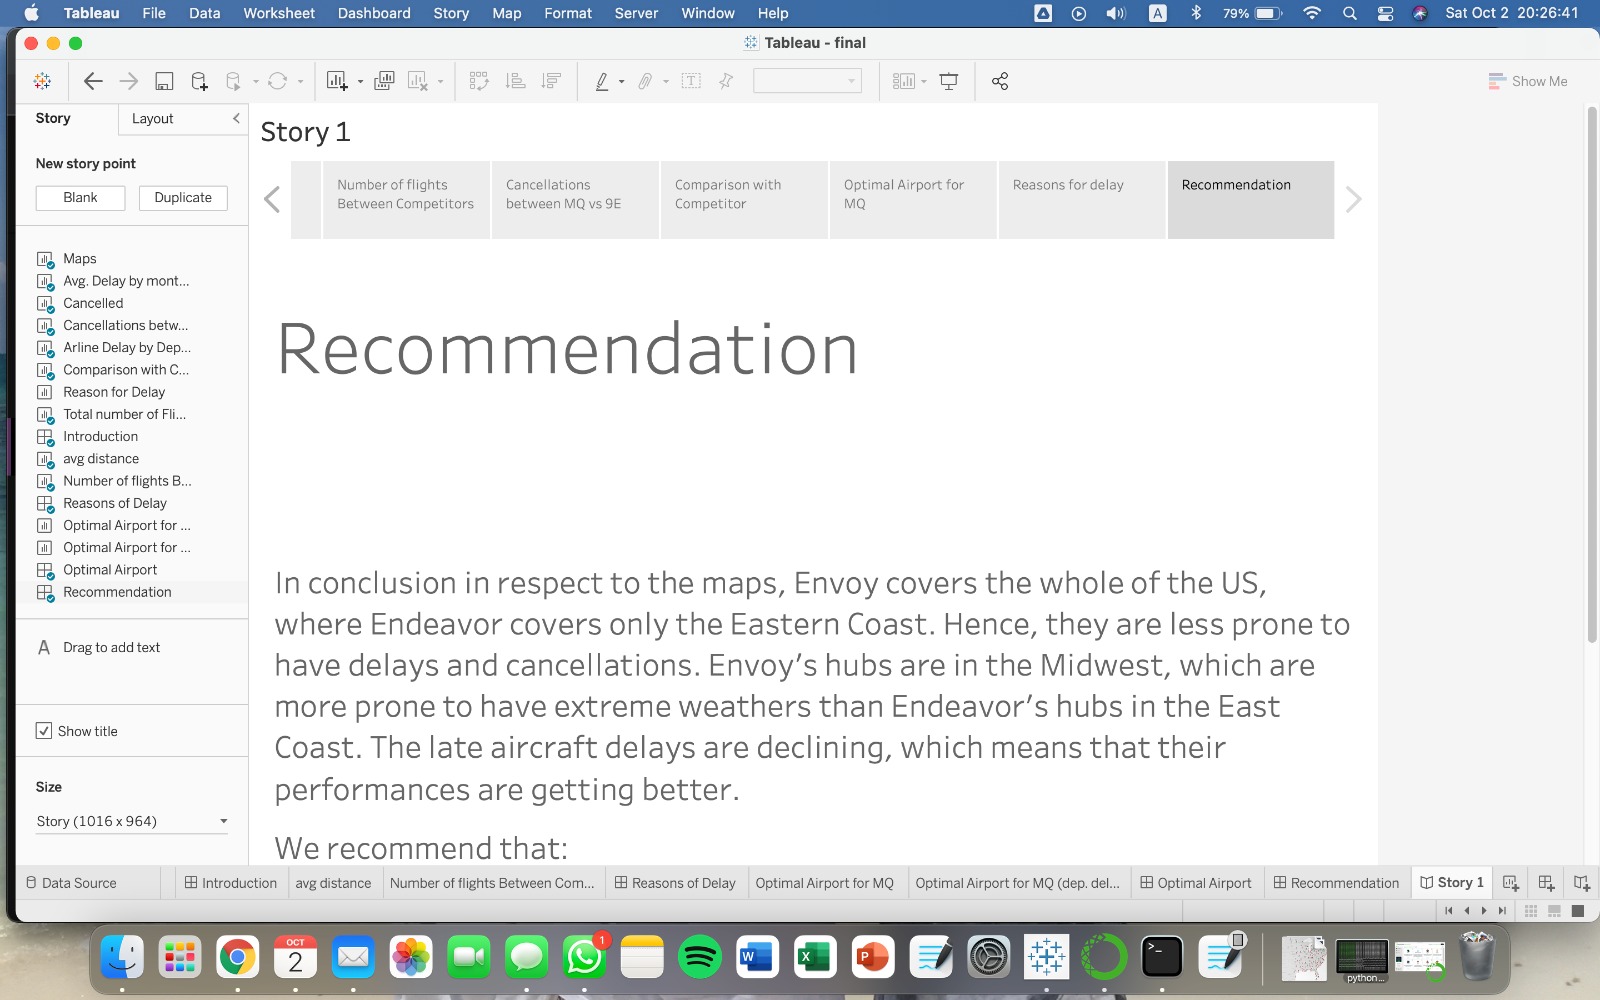 Tableau File Data Worksheet Dashboard Story Map Format Server Window Help A 79% Sat Oct 2 20:26:41
Tableau - final
Show Me
Story Layout
New story point
Blank Duplicate
Maps
Avg. Delay by mont...
Cancelled
Cancellations betw...
Arline Delay by Dep...
Comparison with C...
Reason for Delay
Total number of Fli...
Introduction
avg distance
Number of flights B...
Reasons of Delay
Optimal Airport for ...
Optimal Airport for ...
Optimal Airport
Recommendation
A Drag to add text
Show title
Size
Story (1016 x 964)
Story 1
Number of flights
Between Competitors
Cancellations
between MQ vs 9E
Comparison with
Competitor
Optimal Airport for
MQ
Reasons for delay
Recommendation
Recommendation
In conclusion in respect to the maps, Envoy covers the whole of the US,
where Endeavor covers only the Eastern Coast. Hence, they are less prone to
have delays and cancellations. Envoy's hubs are in the Midwest, which are
more prone to have extreme weathers than Endeavor's hubs in the East
Coast. The late aircraft delays are declining, which means that their
performances are getting better.
We recommend that:
Data Source Introduction avg distance Number of flights Between Com... Reasons of Delay Optimal Airport for MQ Optimal Airport for MQ (dep. del... Optimal Airport Recommendation Story 1
OCT
2
1
W
X
P
>_
python...